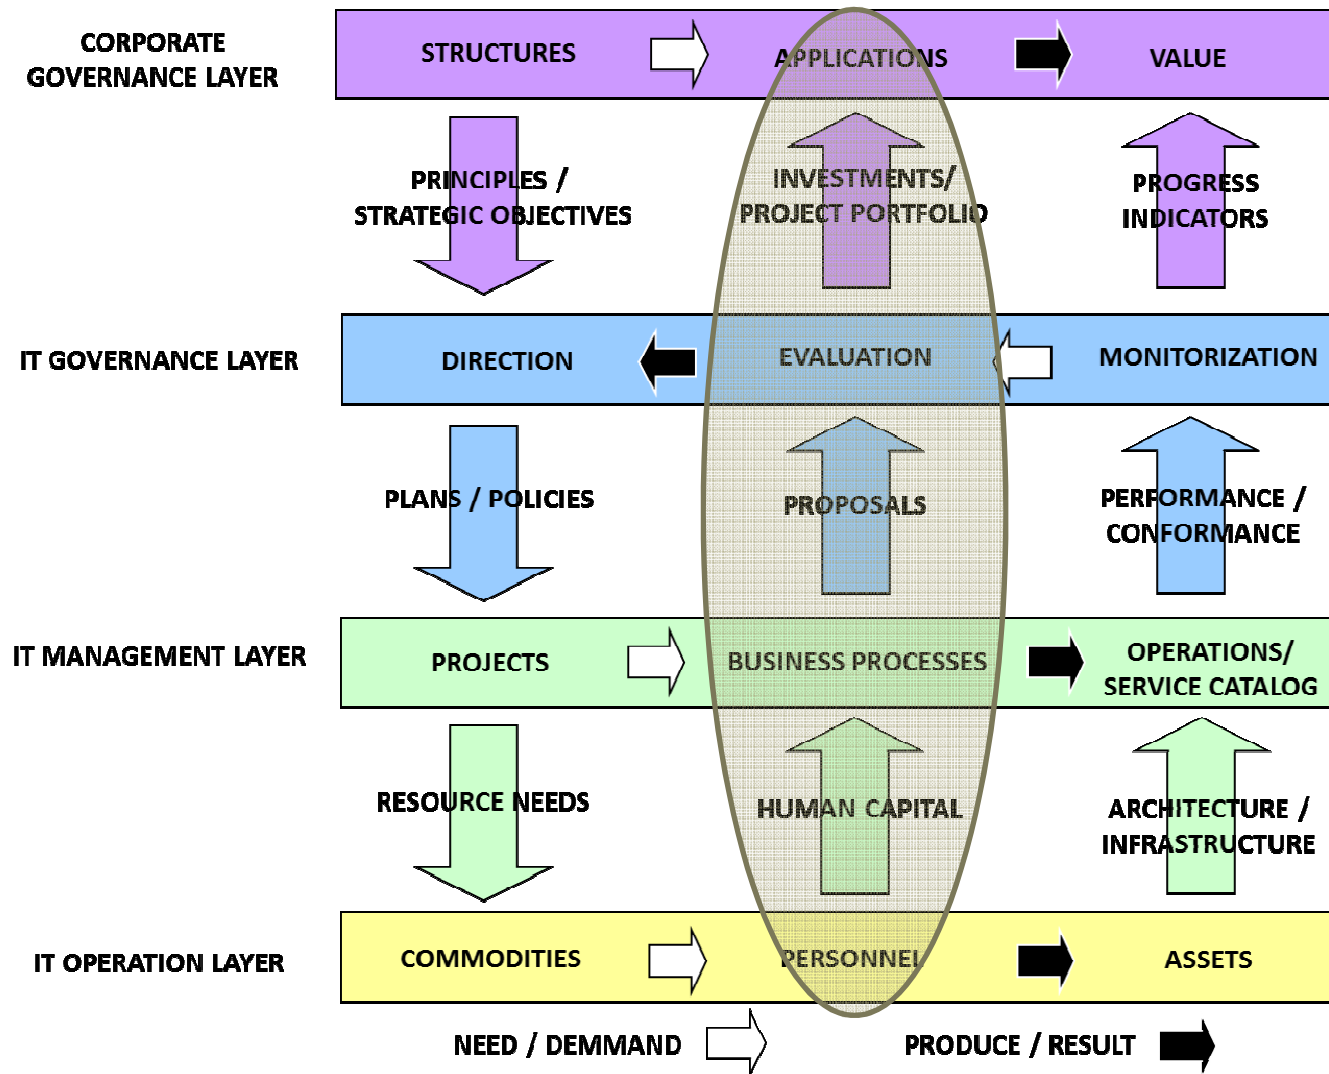 CORPORATE
GOVERNANCE LAYER
STRUCTURES
APPLICATIONS
VALUE
PRINCIPLES /
STRATEGIC OBJECTIVES
INVESTMENTS/
PROJECT PORTFOLIO
PROGRESS
INDICATORS
IT GOVERNANCE LAYER
DIRECTION
EVALUATION
MONITORIZATION
PLANS / POLICIES
PROPOSALS
PERFORMANCE /
CONFORMANCE
IT MANAGEMENT LAYER
PROJECTS
BUSINESS PROCESSES
OPERATIONS/
SERVICE CATALOG
RESOURCE NEEDS
HUMAN CAPITAL
ARCHITECTURE /
INFRASTRUCTURE
IT OPERATION LAYER
COMMODITIES
PERSONNEL
ASSETS
NEED / DEMMAND
PRODUCE / RESULT